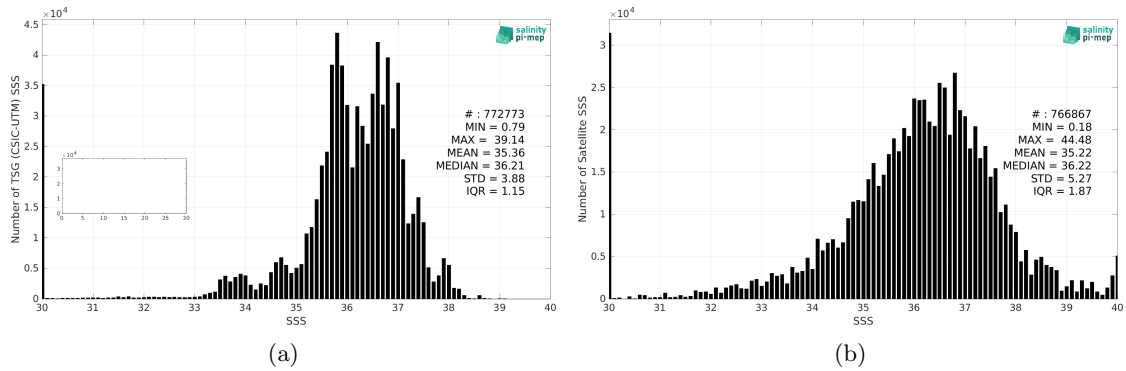 ×10⁴
4.5
4
3.5
3
2.5
2
1.5
1
0.5
0
Number of TSG (CSIC-UTM) SSS
salinity
pi-mep
# : 772773
MIN = 0.79
MAX = 39.14
MEAN = 35.36
MEDIAN = 36.21
STD = 3.88
IQR = 1.15
×10⁴
3
2
1
0
0 5 10 15 20 25 30
30 31 32 33 34 35 36 37 38 39 40
SSS
(a)
×10⁴
3
2.5
2
1.5
1
0.5
0
Number of Satellite SSS
salinity
pi-mep
# : 766867
MIN = 0.18
MAX = 44.48
MEAN = 35.22
MEDIAN = 36.22
STD = 5.27
IQR = 1.87
30 31 32 33 34 35 36 37 38 39 40
SSS
(b)